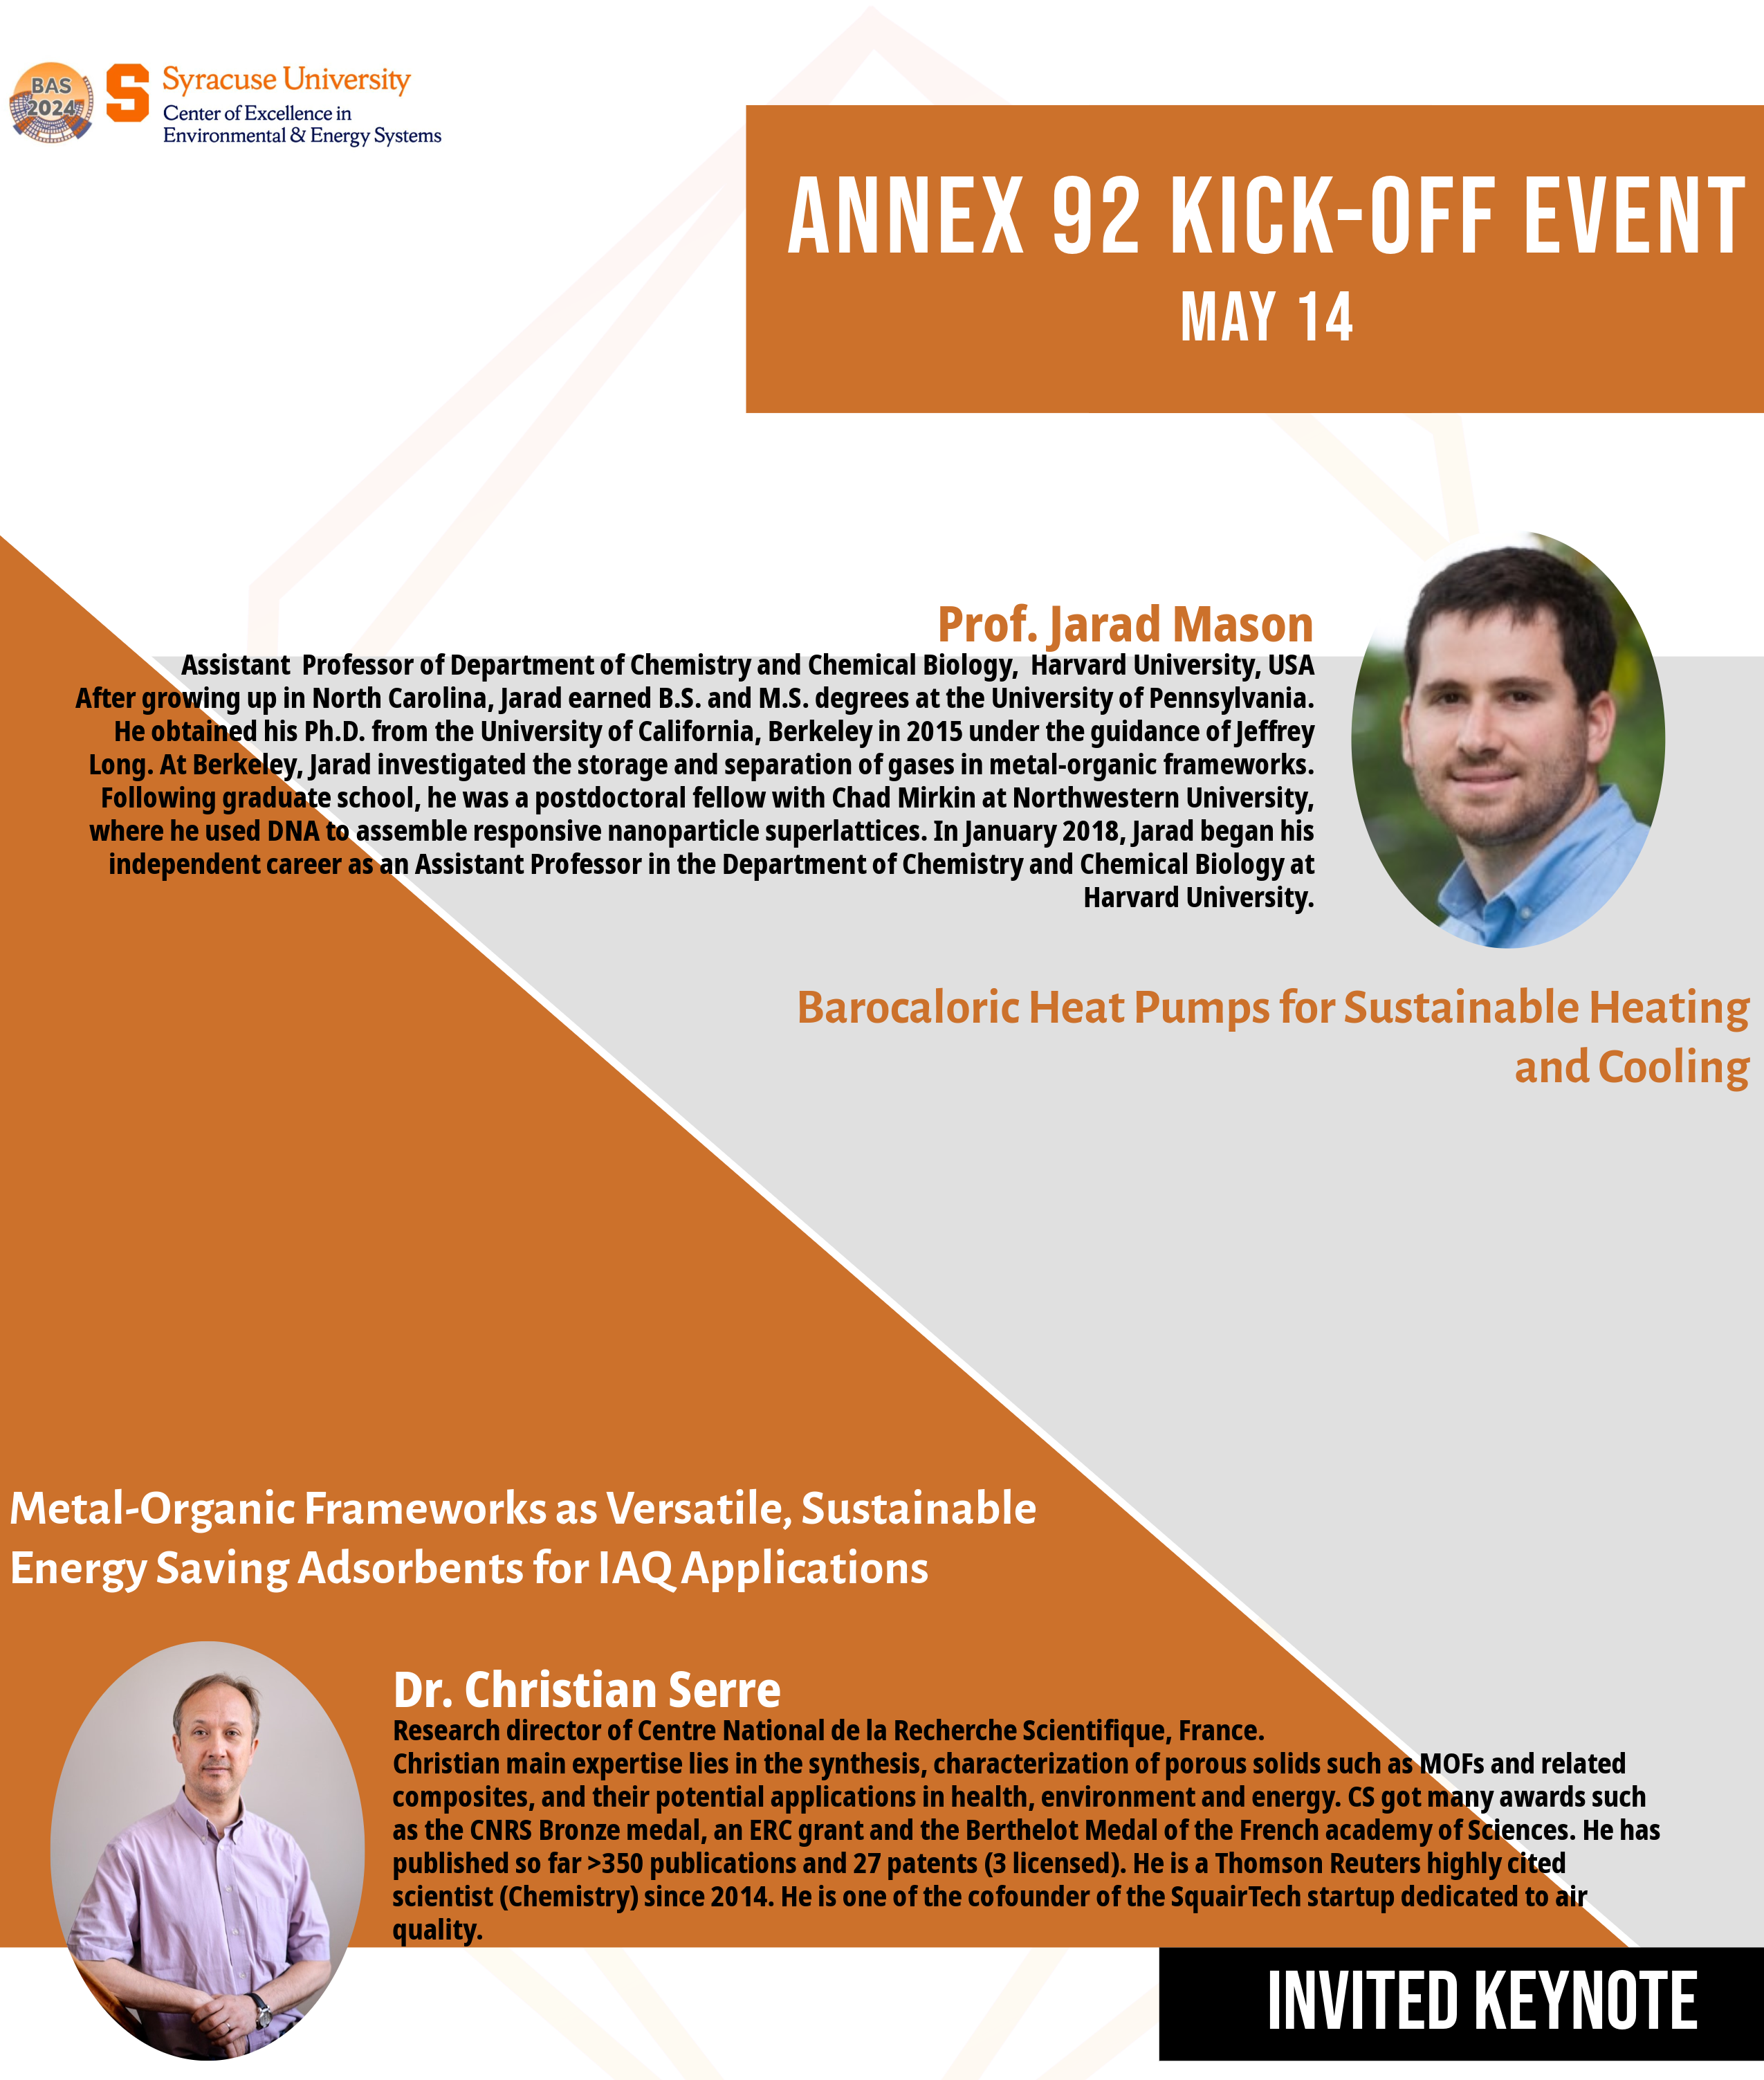 BAS
2024
S
Syracuse University
Center of Excellence in
Environmental & Energy Systems
ANNEX 92 KICK-OFF EVENT
MAY 14
Prof. Jarad Mason
Assistant  Professor of Department of Chemistry and Chemical Biology,  Harvard University, USA
After growing up in North Carolina, Jarad earned B.S. and M.S. degrees at the University of Pennsylvania.
He obtained his Ph.D. from the University of California, Berkeley in 2015 under the guidance of Jeffrey
Long. At Berkeley, Jarad investigated the storage and separation of gases in metal-organic frameworks.
Following graduate school, he was a postdoctoral fellow with Chad Mirkin at Northwestern University,
where he used DNA to assemble responsive nanoparticle superlattices. In January 2018, Jarad began his
independent career as an Assistant Professor in the Department of Chemistry and Chemical Biology at
Harvard University.
Barocaloric Heat Pumps for Sustainable Heating
and Cooling
Metal-Organic Frameworks as Versatile, Sustainable
Energy Saving Adsorbents for IAQ Applications
Dr. Christian Serre
Research director of Centre National de la Recherche Scientifique, France.
Christian main expertise lies in the synthesis, characterization of porous solids such as MOFs and related
composites, and their potential applications in health, environment and energy. CS got many awards such
as the CNRS Bronze medal, an ERC grant and the Berthelot Medal of the French academy of Sciences. He has
published so far >350 publications and 27 patents (3 licensed). He is a Thomson Reuters highly cited
scientist (Chemistry) since 2014. He is one of the cofounder of the SquairTech startup dedicated to air
quality.
INVITED KEYNOTE